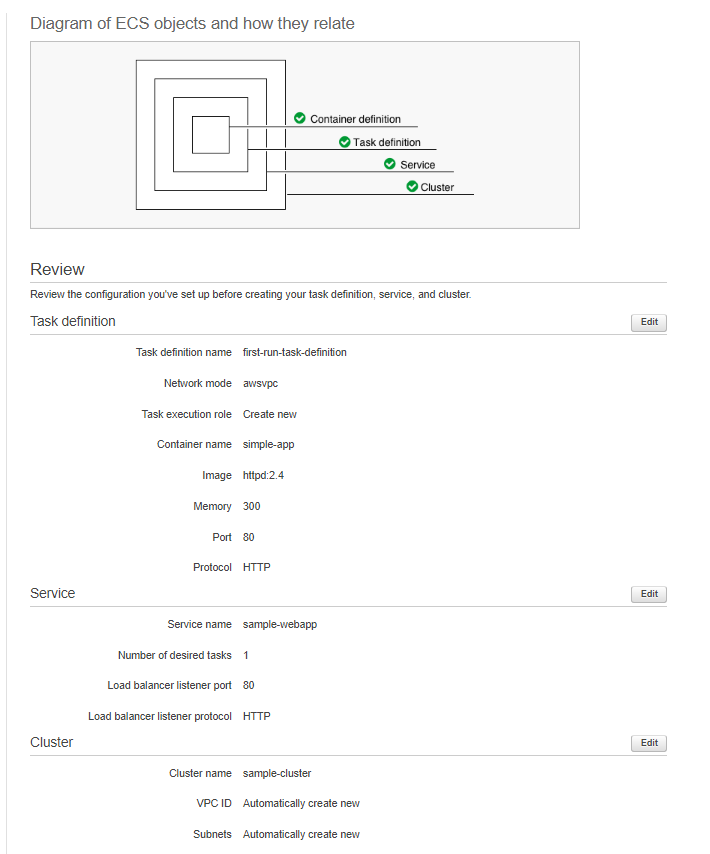 Diagram of ECS objects and how they relate
Container definition
Task definition
Service
Cluster
Review
Review the configuration you've set up before creating your task definition, service, and cluster.
Task definition Edit
Task definition name first-run-task-definition
Network mode awsvpc
Task execution role Create new
Container name simple-app
Image httpd:2.4
Memory 300
Port 80
Protocol HTTP
Service Edit
Service name sample-webapp
Number of desired tasks 1
Load balancer listener port 80
Load balancer listener protocol HTTP
Cluster Edit
Cluster name sample-cluster
VPC ID Automatically create new
Subnets Automatically create new